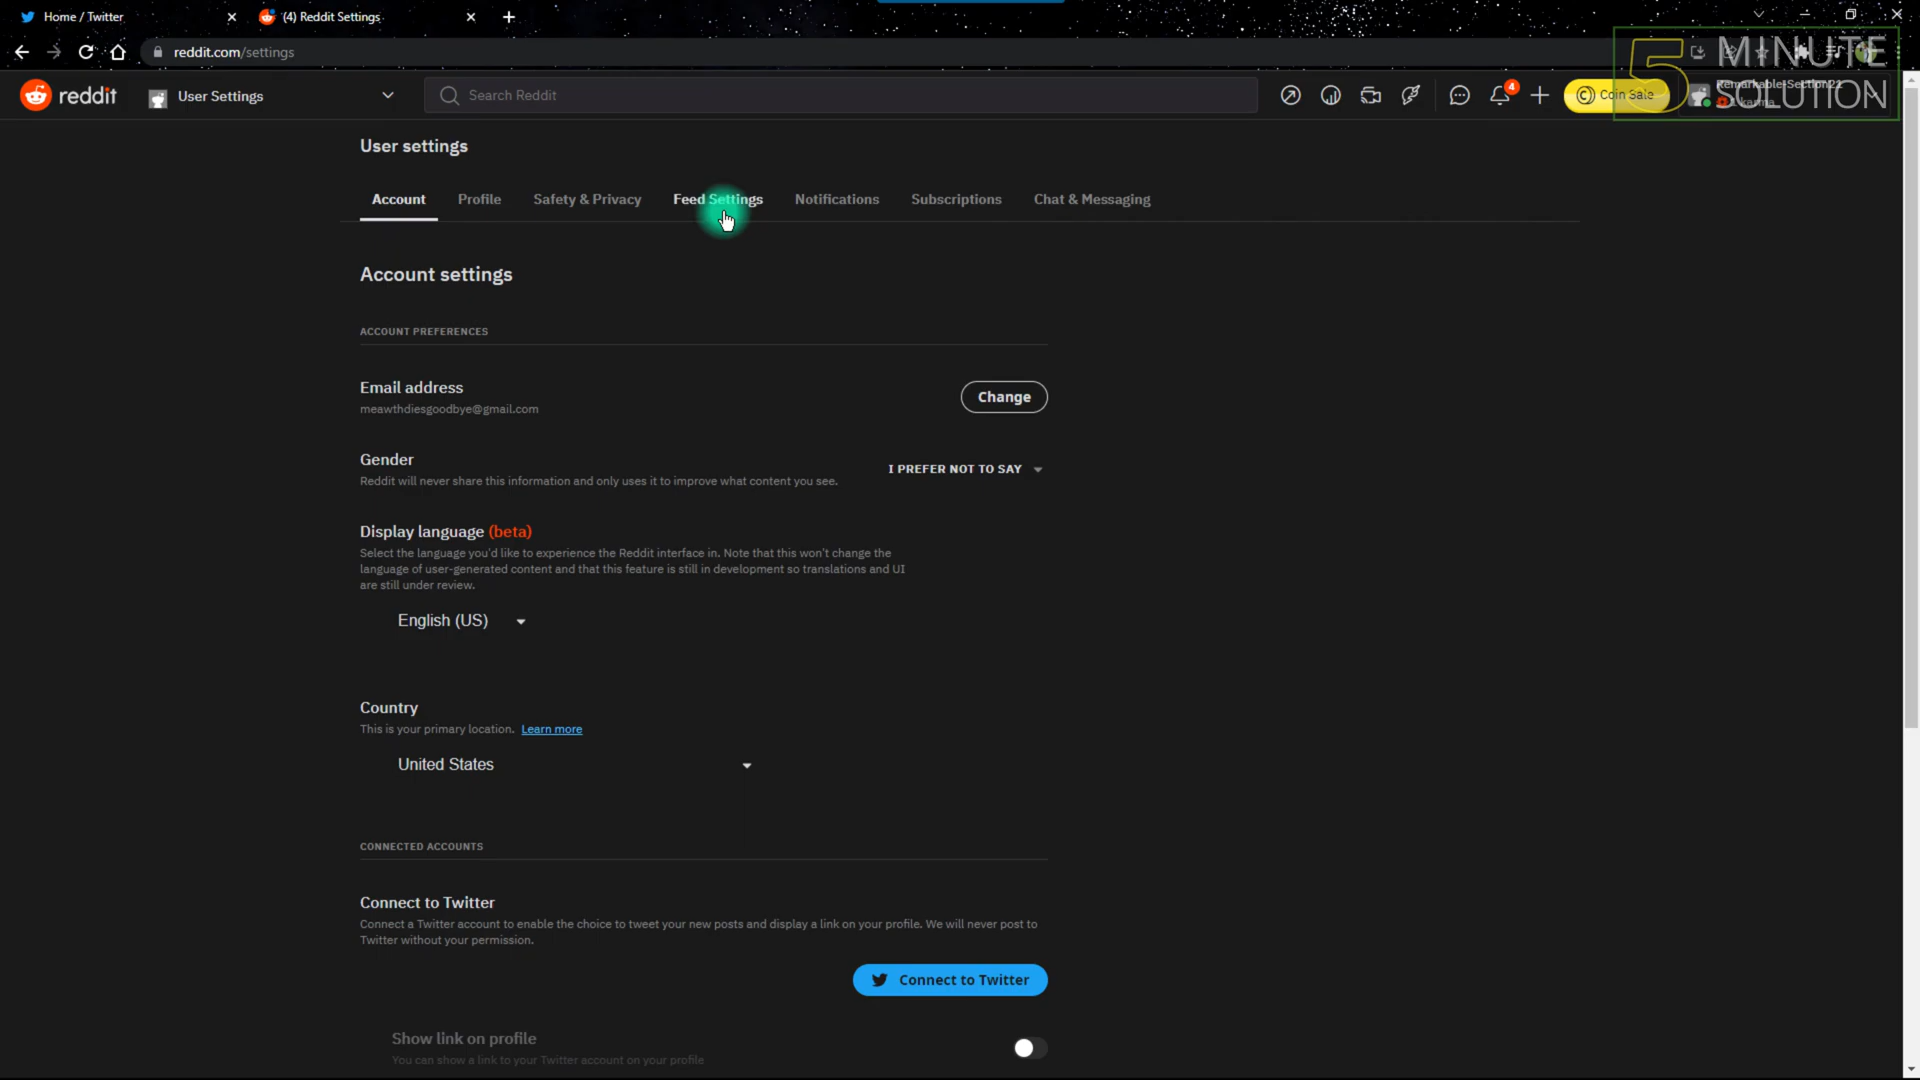 Home / Twitter
(4) Reddit Settings
reddit.com/settings
reddit
User Settings
Search Reddit
4
Coin Sale
5 MINUTE
SOLUTION
User settings
Account
Profile
Safety & Privacy
Feed Settings
Notifications
Subscriptions
Chat & Messaging
Account settings
ACCOUNT PREFERENCES
Email address
meawthdiesgoodbye@gmail.com
Change
Gender
Reddit will never share this information and only uses it to improve what content you see.
I PREFER NOT TO SAY
Display language (beta)
Select the language you'd like to experience the Reddit interface in. Note that this won't change the
language of user-generated content and that this feature is still in development so translations and UI
are still under review.
English (US)
Country
This is your primary location. Learn more
United States
CONNECTED ACCOUNTS
Connect to Twitter
Connect a Twitter account to enable the choice to tweet your new posts and display a link on your profile. We will never post to
Twitter without your permission.
Connect to Twitter
Show link on profile
You can show a link to your Twitter account on your profile